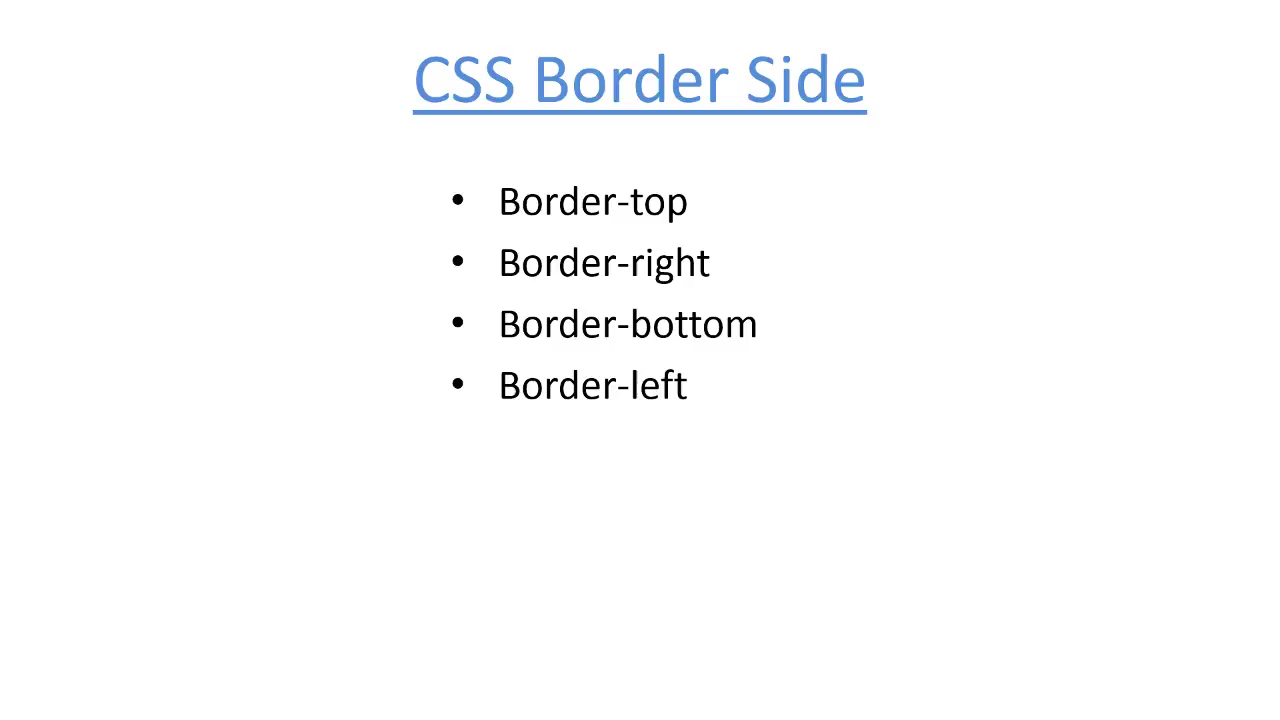 CSS Border Side
• Border-top
• Border-right
• Border-bottom
• Border-left